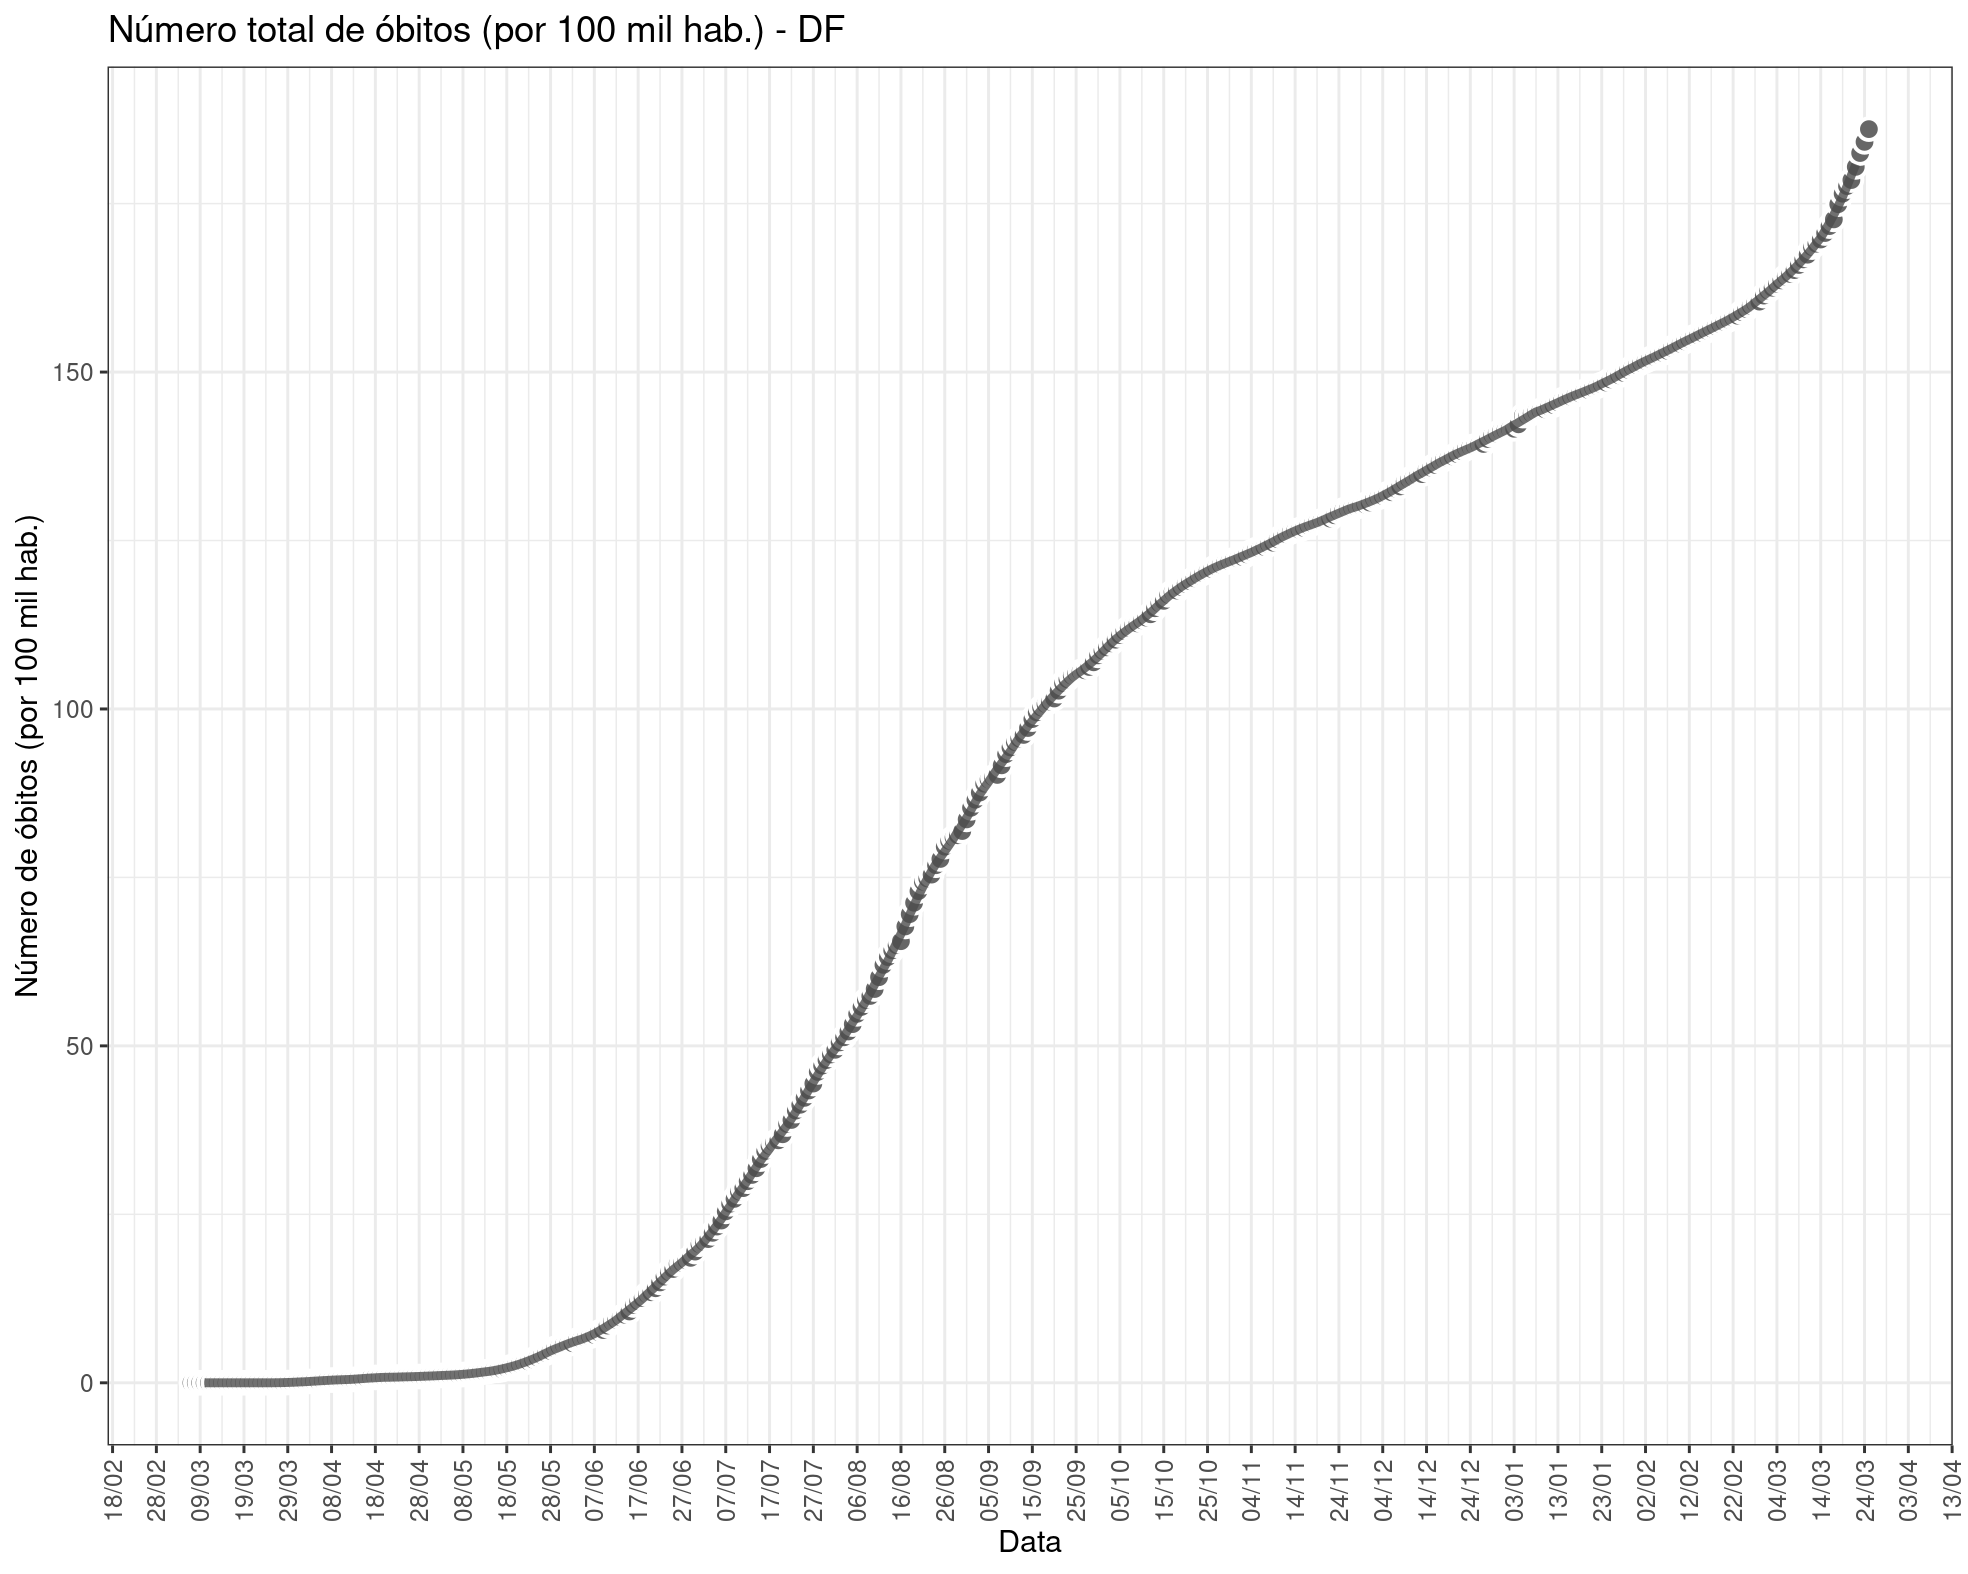 Número total de óbitos (por 100 mil hab.) - DF
Número de óbitos (por 100 mil hab.)
150
100
50
0
18/02 28/02 09/03 19/03 29/03 08/04 18/04 28/04 08/05 18/05 28/05 07/06 17/06 27/06 07/07 17/07 27/07 06/08 16/08 26/08 05/09 15/09 25/09 05/10 15/10 25/10 04/11 14/11 24/11 04/12 14/12 24/12 03/01 13/01 23/01 02/02 12/02 22/02 04/03 14/03 24/03 03/04 13/04
Data